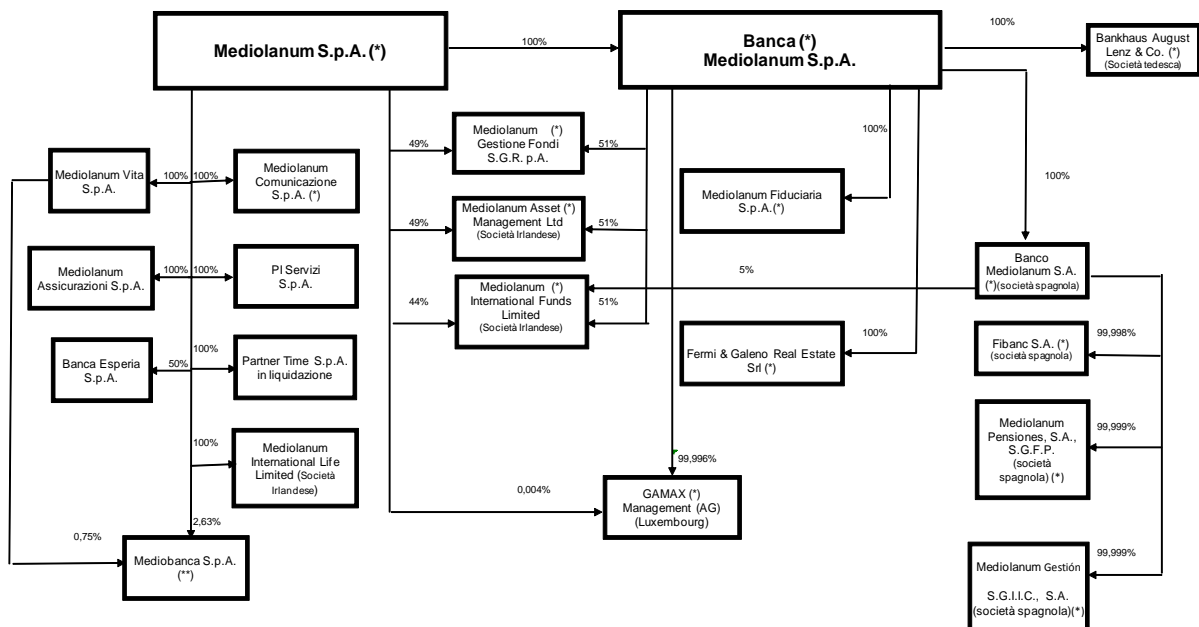 Mediolanum S.p.A. (*)
100%
Banca (*)
Mediolanum S.p.A.
100%
Bankhaus August
Lenz & Co. (*)
(Società tedesca)
49%
Mediolanum (*)
Gestione Fondi
S.G.R. p.A.
51%
100%
100%
Mediolanum Vita
S.p.A.
100%
100%
Mediolanum
Comunicazione
S.p.A. (*)
49%
Mediolanum Asset (*)
Management Ltd
(Società Irlandese)
51%
Mediolanum Fiduciaria
S.p.A.(*)
Mediolanum
Assicurazioni S.p.A.
100%
100%
PI Servizi
S.p.A.
44%
Mediolanum (*)
International Funds
Limited
(Società Irlandese)
51%
5%
Banco
Mediolanum S.A.
(*)(società spagnola)
Banca Esperia
S.p.A.
50%
100%
Partner Time S.p.A.
in liquidazione
Fermi & Galeno Real Estate
Srl (*)
100%
Fibanc S.A. (*)
(società spagnola)
99,998%
100%
Mediolanum
International Life
Limited (Società
Irlandese)
Mediolanum
Pensiones, S.A.,
S.G.F.P.
(società
spagnola) (*)
99,999%
0,004%
99,996%
GAMAX (*)
Management (AG)
(Luxembourg)
0,75%
2,63%
Mediobanca S.p.A.
(**)
Mediolanum Gestión
S.G.I.I.C., S.A.
(società spagnola)(*)
99,999%